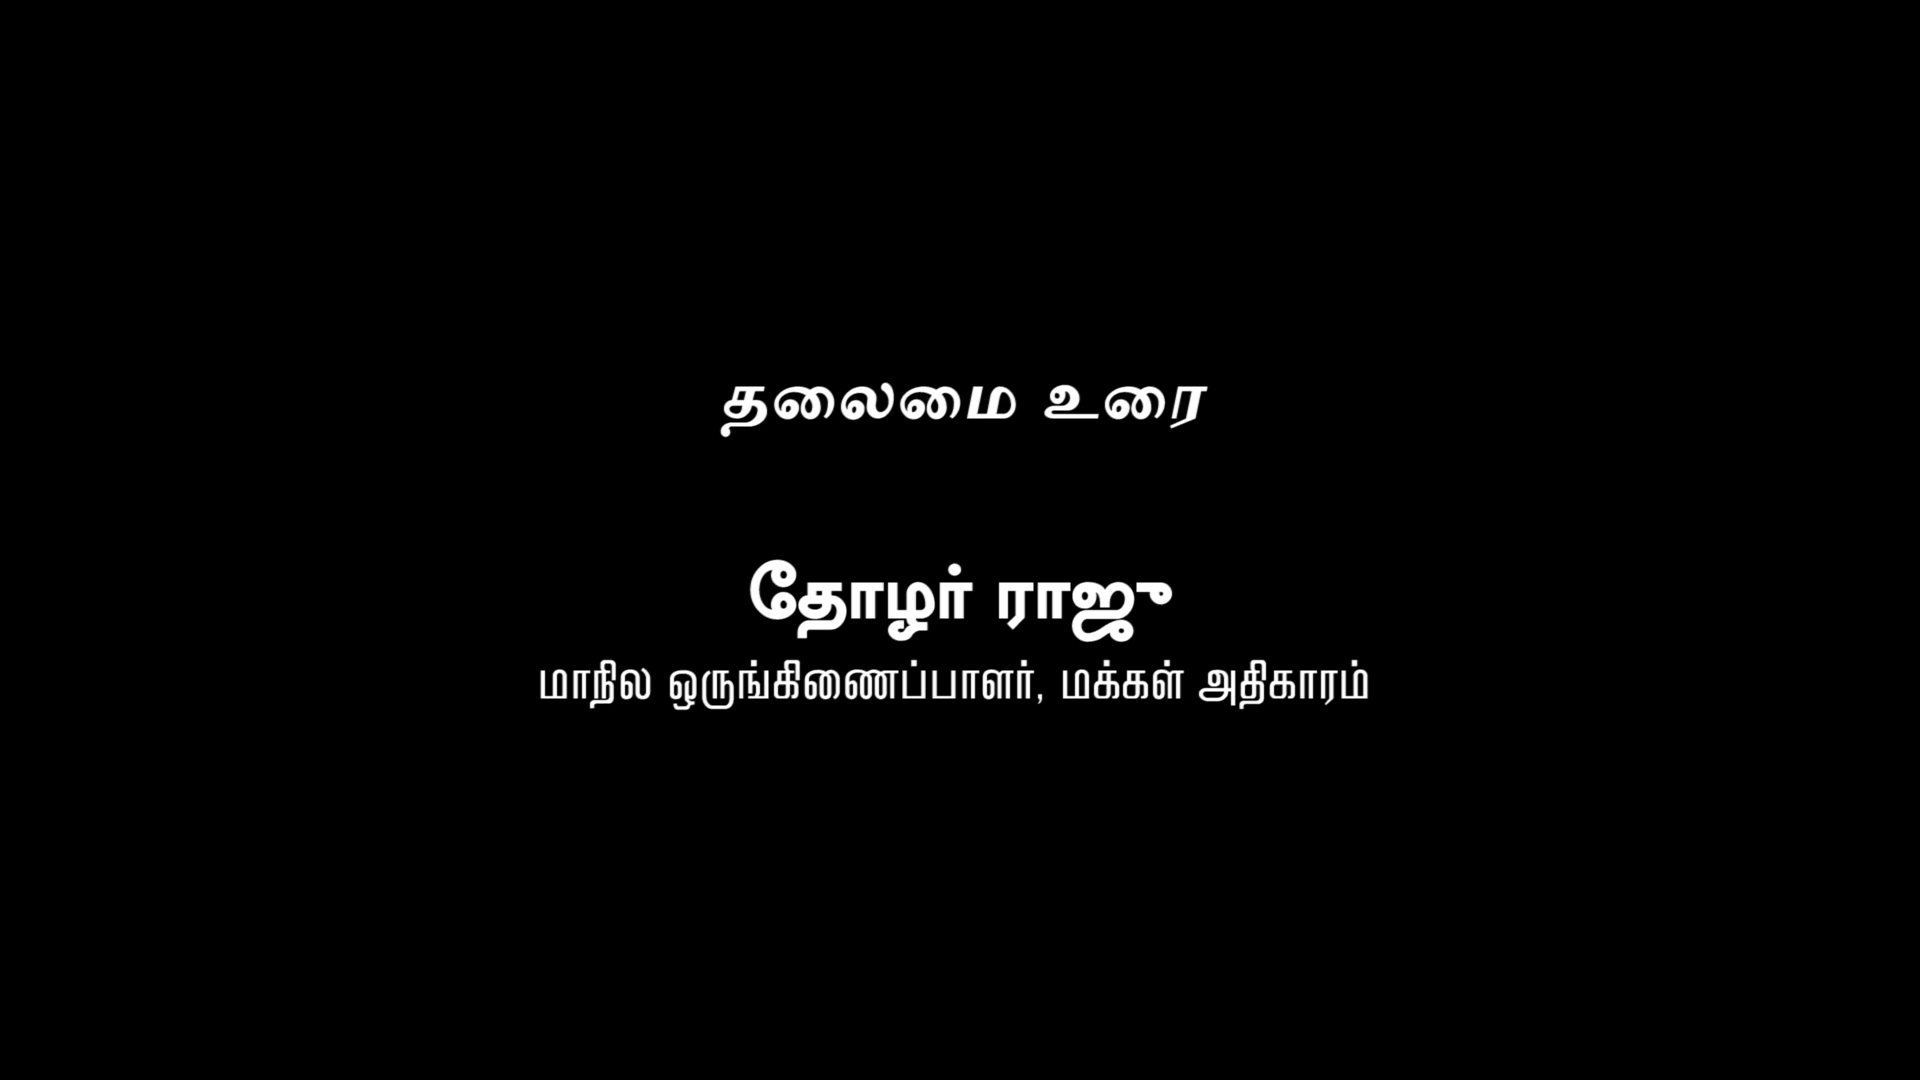 தலைமை உரை
தோழர் ராஜு
மாநில ஒருங்கிணைப்பாளர், மக்கள் அதிகாரம்